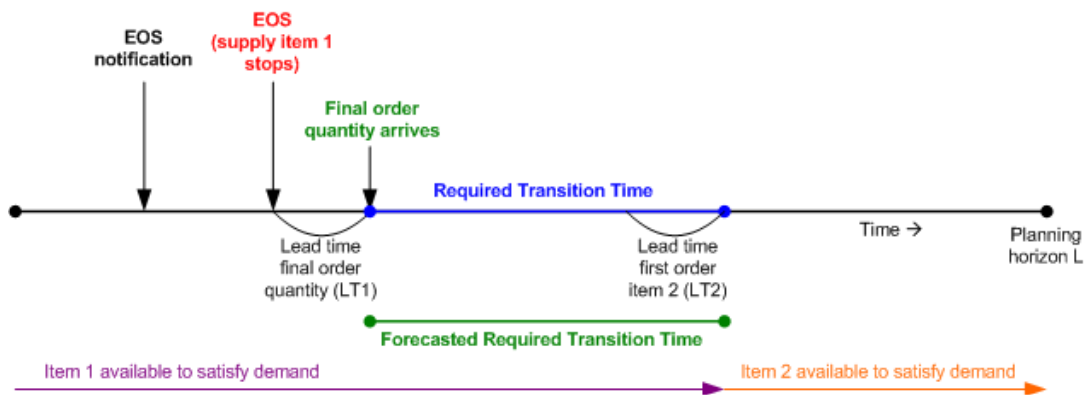 EOS
notification
EOS
(supply item 1
stops)
Final order
quantity arrives
Required Transition Time
Lead time
final order
quantity (LT1)
Lead time
first order
item 2 (LT2)
Time →
Planning
horizon L
Forecasted Required Transition Time
Item 1 available to satisfy demand
Item 2 available to satisfy demand